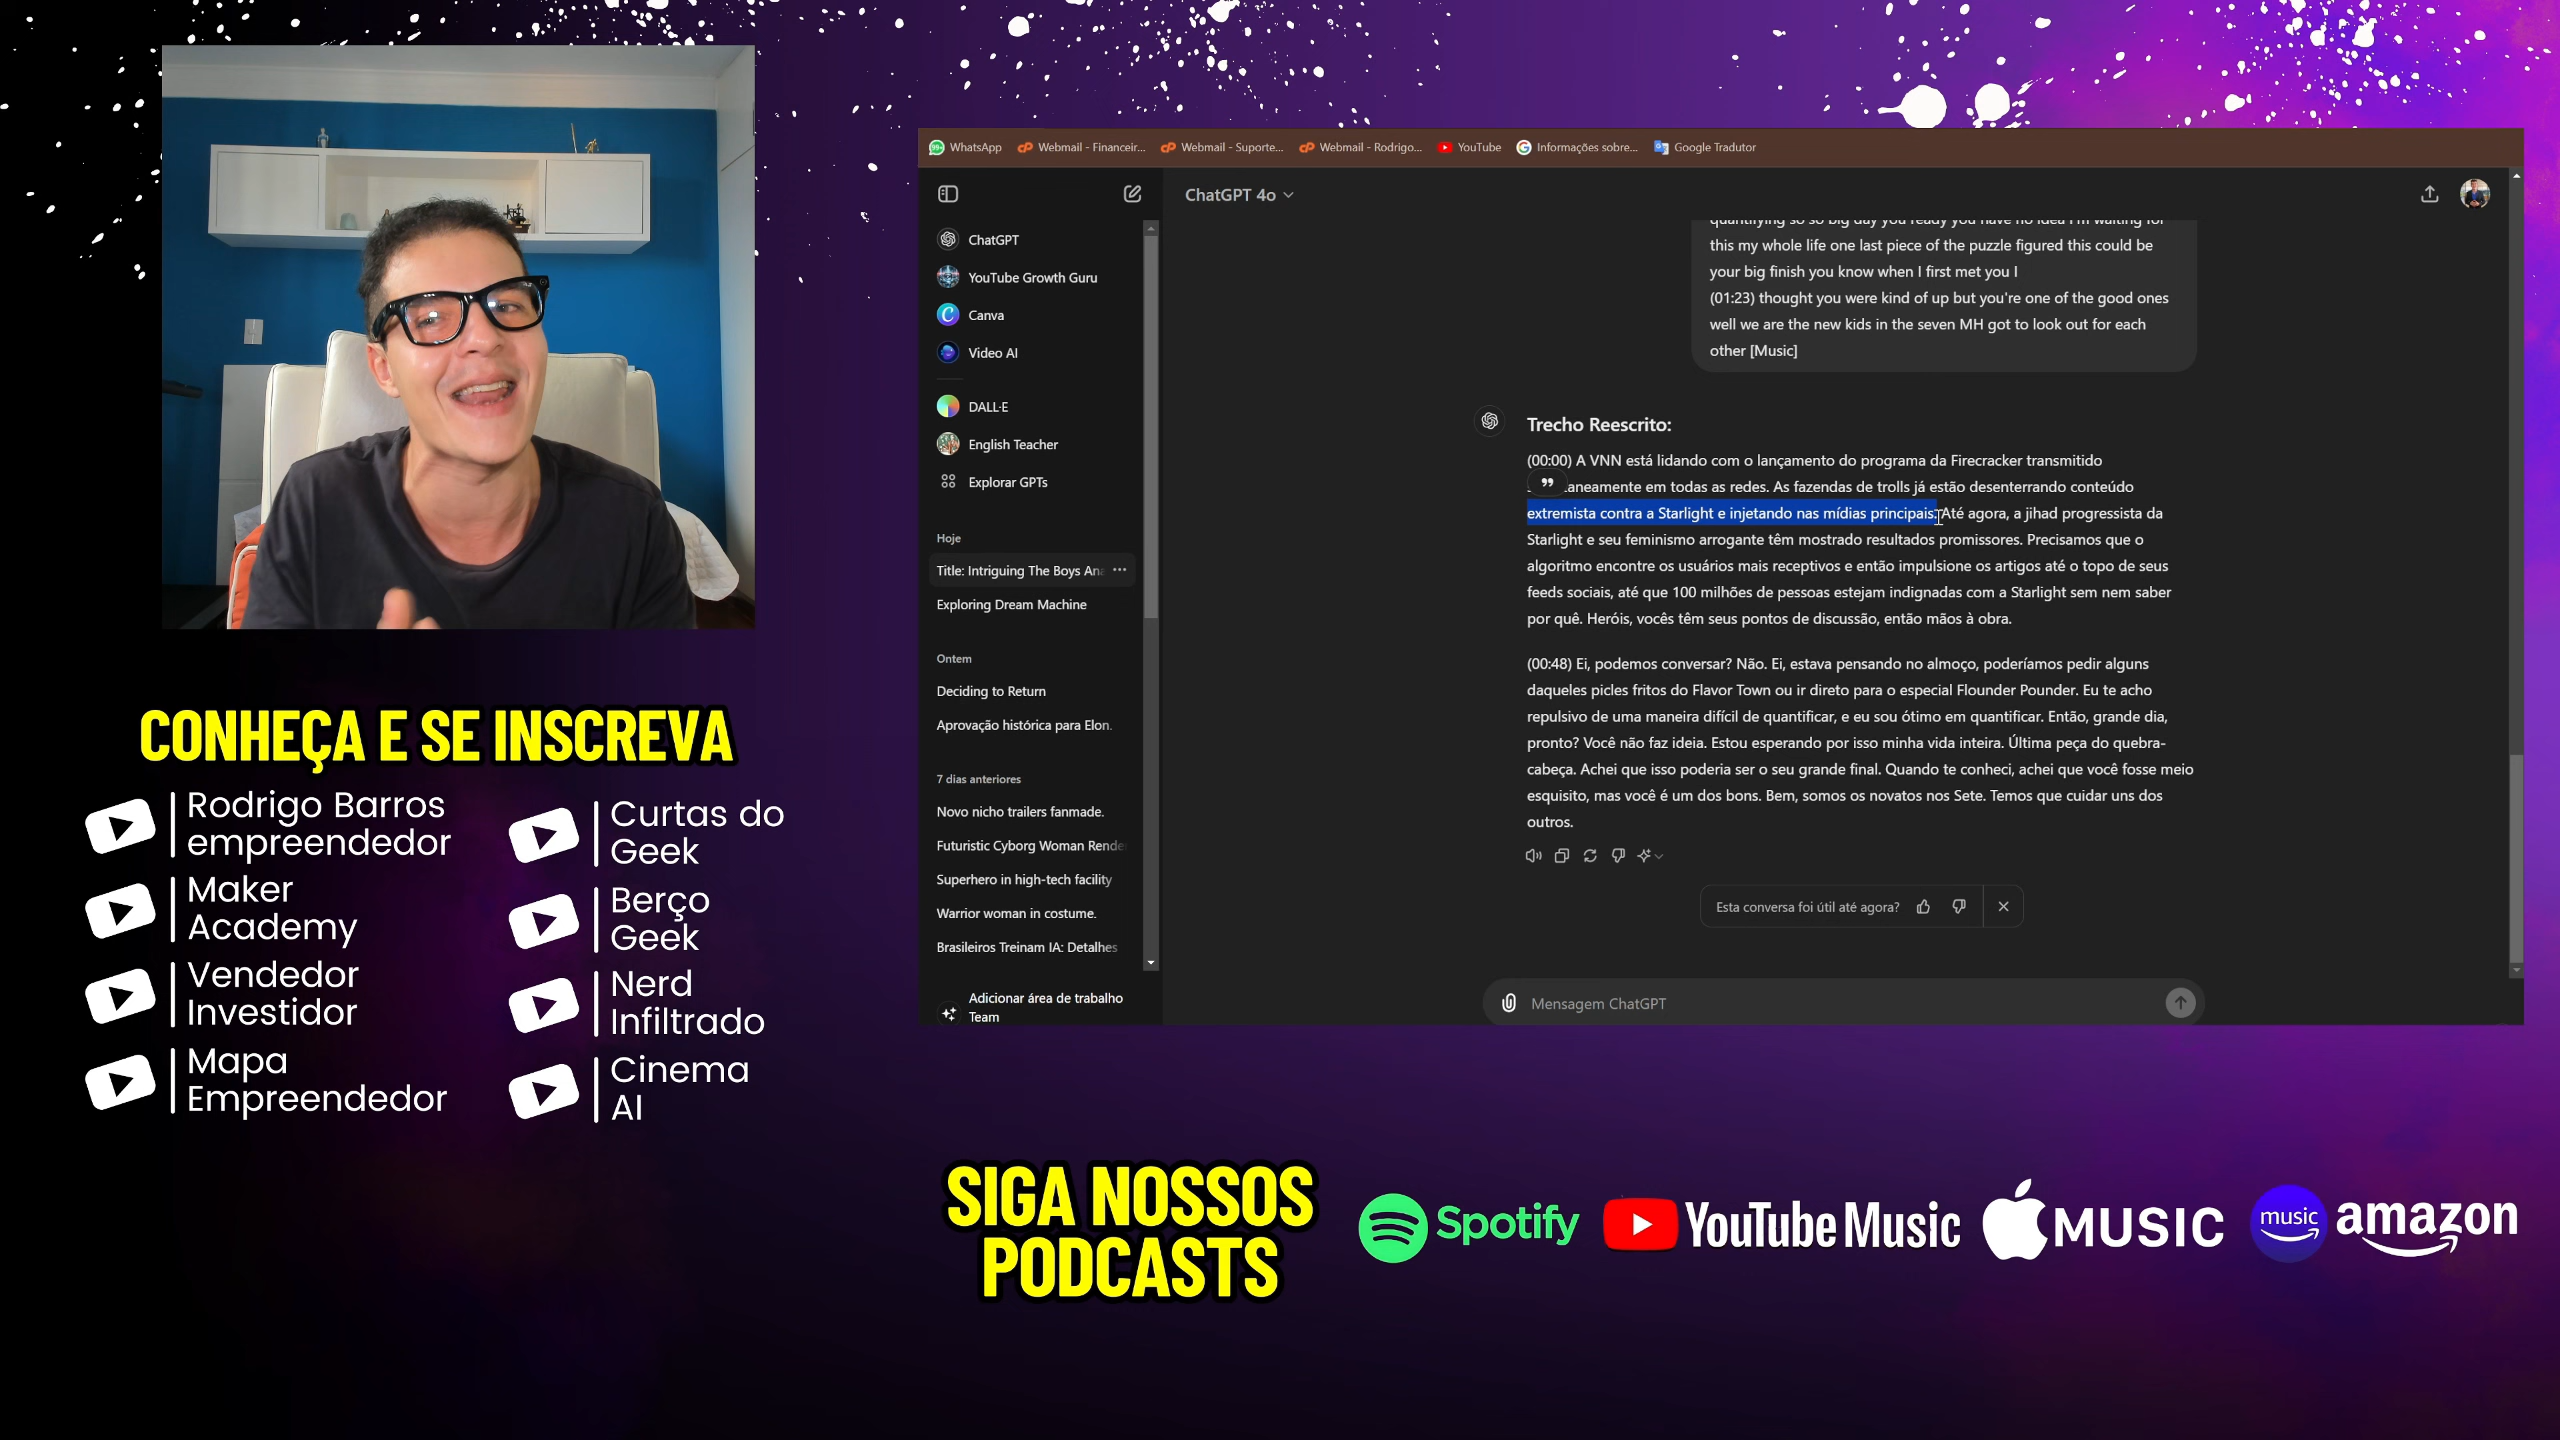 CONHEÇA E SE INSCREVA
Rodrigo Barros
empreendedor
Maker
Academy
Vendedor
Investidor
Mapa
Empreendedor
Curtas do
Geek
Berço
Geek
Nerd
Infiltrado
Cinema
AI
WhatsApp
Webmail - Financeir...
Webmail - Suporte...
Webmail - Rodrigo...
YouTube
Informações sobre...
Google Tradutor
ChatGPT
YouTube Growth Guru
Canva
Video AI
DALL·E
English Teacher
Explorar GPTs
Hoje
Title: Intriguing The Boys Ana
Exploring Dream Machine
Ontem
Deciding to Return
Aprovação histórica para Elon.
7 dias anteriores
Novo nicho trailers fanmade.
Futuristic Cyborg Woman Rende
Superhero in high-tech facility
Warrior woman in costume.
Brasileiros Treinam IA: Detalhes
Adicionar área de trabalho
Team
ChatGPT 4o
quantifying so so big day you ready you have no idea I'm waiting for
this my whole life one last piece of the puzzle figured this could be
your big finish you know when I first met you I
(01:23) thought you were kind of up but you're one of the good ones
well we are the new kids in the seven MH got to look out for each
other [Music]
Trecho Reescrito:
(00:00) A VNN está lidando com o lançamento do programa da Firecracker transmitido
aneamente em todas as redes. As fazendas de trolls já estão desenterrando conteúdo
extremista contra a Starlight e injetando nas mídias principais. Até agora, a jihad progressista da
Starlight e seu feminismo arrogante têm mostrado resultados promissores. Precisamos que o
algoritmo encontre os usuários mais receptivos e então impulsione os artigos até o topo de seus
feeds sociais, até que 100 milhões de pessoas estejam indignadas com a Starlight sem nem saber
por quê. Heróis, vocês têm seus pontos de discussão, então mãos à obra.
(00:48) Ei, podemos conversar? Não. Ei, estava pensando no almoço, poderíamos pedir alguns
daqueles picles fritos do Flavor Town ou ir direto para o especial Flounder Pounder. Eu te acho
repulsivo de uma maneira difícil de quantificar, e eu sou ótimo em quantificar. Então, grande dia,
pronto? Você não faz ideia. Estou esperando por isso minha vida inteira. Última peça do quebra-
cabeça. Achei que isso poderia ser o seu grande final. Quando te conheci, achei que você fosse meio
esquisito, mas você é um dos bons. Bem, somos os novatos nos Sete. Temos que cuidar uns dos
outros.
Esta conversa foi útil até agora?
Mensagem ChatGPT
SIGA NOSSOS
PODCASTS
Spotify
YouTube Music
MUSIC
music
amazon